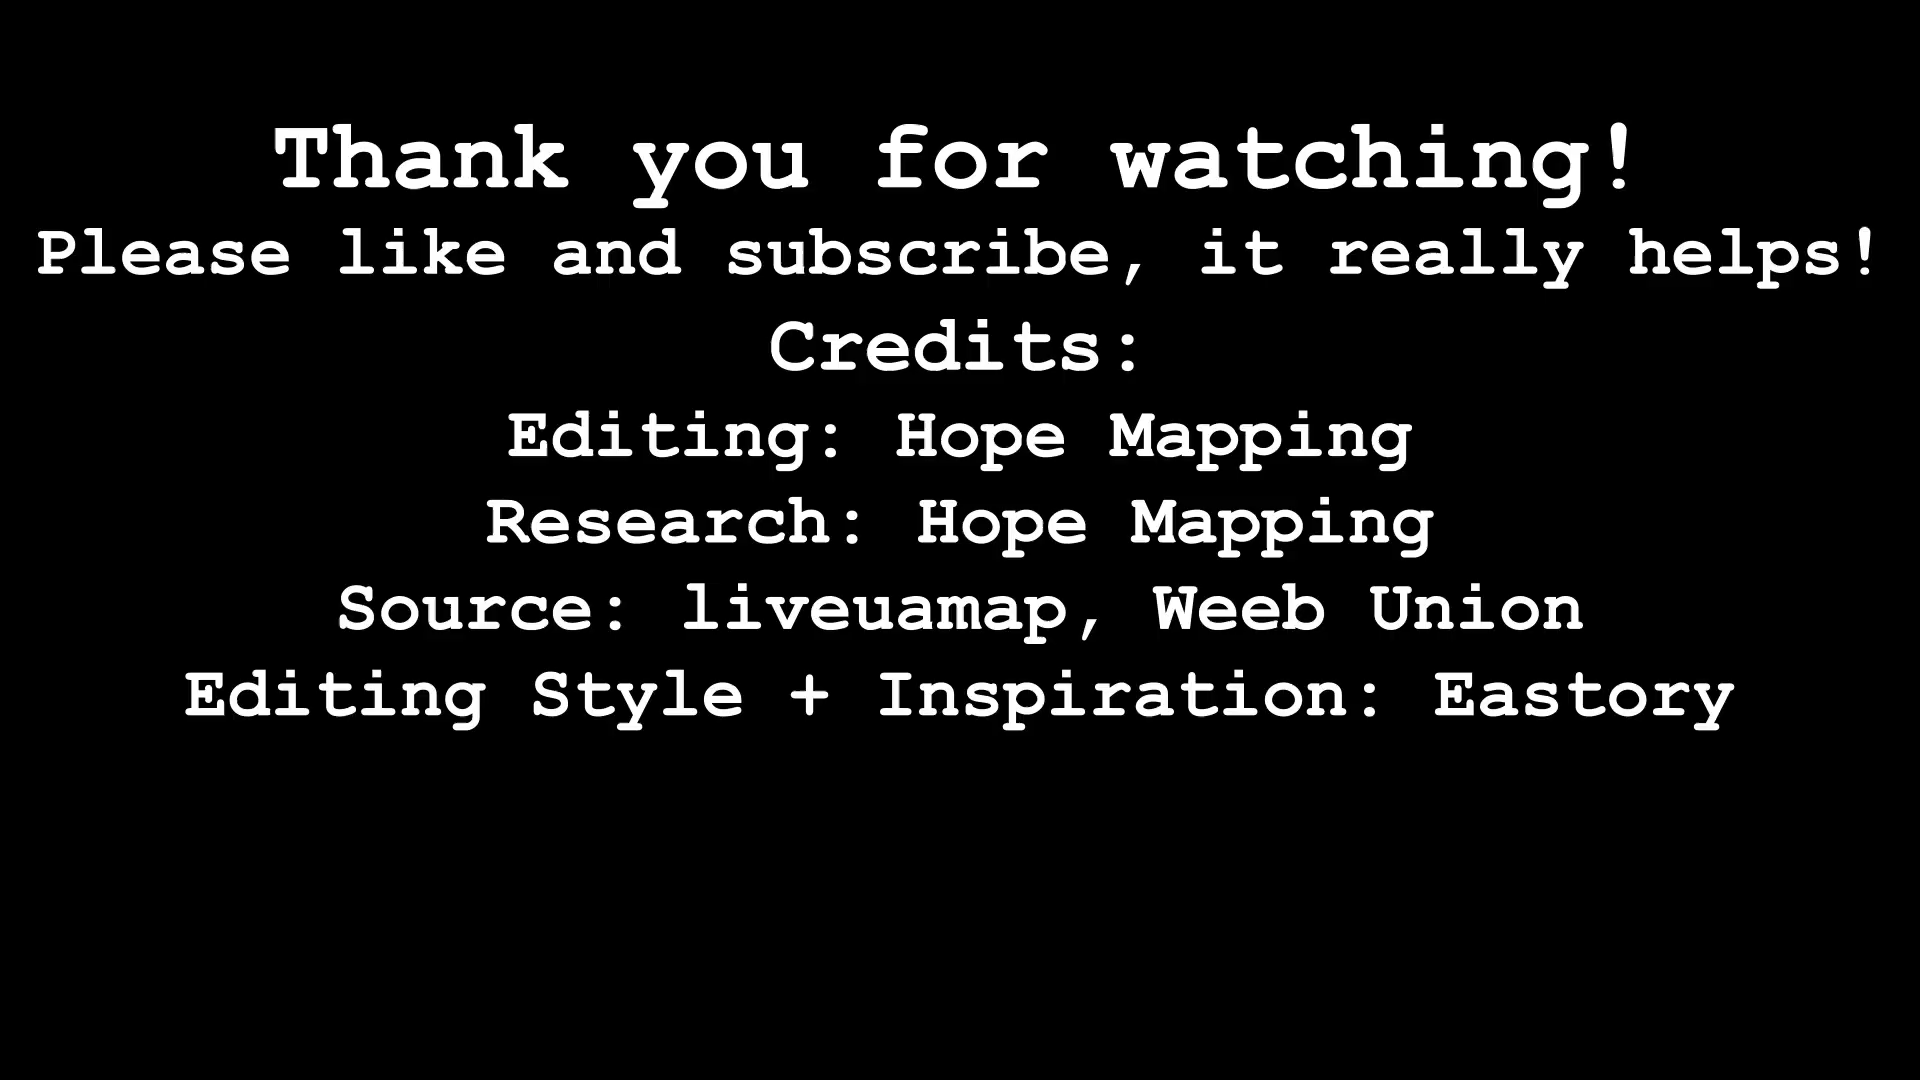 Thank you for watching!
Please like and subscribe, it really helps!
Credits:
Editing: Hope Mapping
Research: Hope Mapping
Source: liveuamap, Weeb Union
Editing Style + Inspiration: Eastory